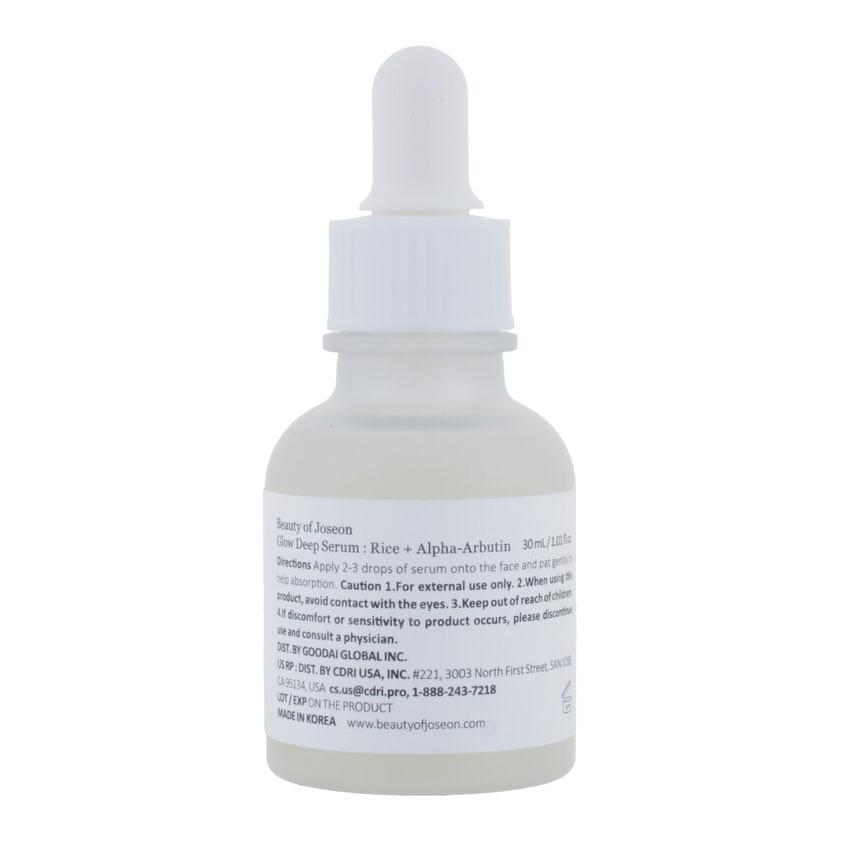 Beauty of Joseon
Glow Deep Serum : Rice + Alpha-Arbutin 30 mL / 1.01 fl.oz.
Directions Apply 2-3 drops of serum onto the face and pat gently to
help absorption. Caution 1.For external use only. 2.When using this
product, avoid contact with the eyes. 3.Keep out of reach of children.
4.If discomfort or sensitivity to product occurs, please discontinue
use and consult a physician.
DIST. BY GOODAI GLOBAL INC.
US RP : DIST. BY CDRI USA, INC. #221, 3003 North First Street, SAN JOSE,
CA 95134, USA cs.us@cdri.pro, 1-888-243-7218
LOT / EXP ON THE PRODUCT
MADE IN KOREA www.beautyofjoseon.com